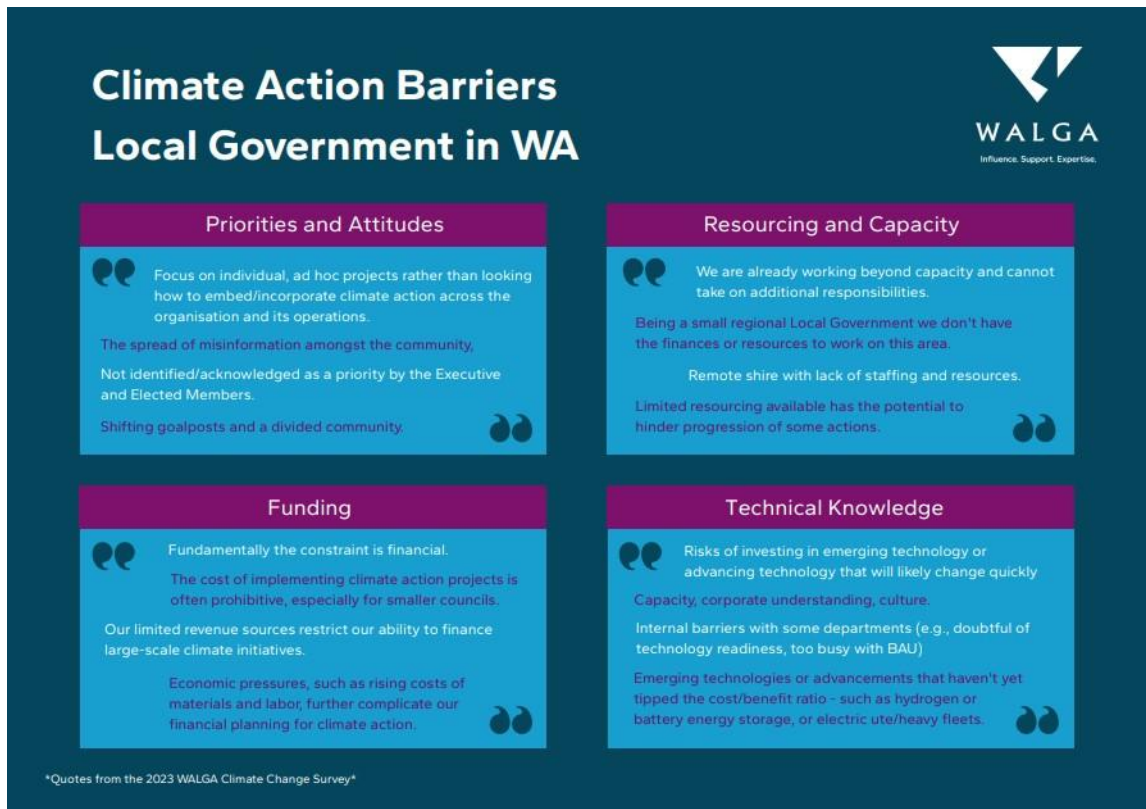 Climate Action Barriers
Local Government in WA
WALGA
Influence. Support. Expertise.
Priorities and Attitudes
Focus on individual, ad hoc projects rather than looking
how to embed/incorporate climate action across the
organisation and its operations.
The spread of misinformation amongst the community,
Not identified/acknowledged as a priority by the Executive
and Elected Members.
Shifting goalposts and a divided community.
Resourcing and Capacity
We are already working beyond capacity and cannot
take on additional responsibilities.
Being a small regional Local Government we don't have
the finances or resources to work on this area.
Remote shire with lack of staffing and resources.
Limited resourcing available has the potential to
hinder progression of some actions.
Funding
Fundamentally the constraint is financial.
The cost of implementing climate action projects is
often prohibitive, especially for smaller councils.
Our limited revenue sources restrict our ability to finance
large-scale climate initiatives.
Economic pressures, such as rising costs of
materials and labor, further complicate our
financial planning for climate action.
Technical Knowledge
Risks of investing in emerging technology or
advancing technology that will likely change quickly
Capacity, corporate understanding, culture.
Internal barriers with some departments (e.g., doubtful of
technology readiness, too busy with BAU)
Emerging technologies or advancements that haven't yet
tipped the cost/benefit ratio - such as hydrogen or
battery energy storage, or electric ute/heavy fleets.
*Quotes from the 2023 WALGA Climate Change Survey*